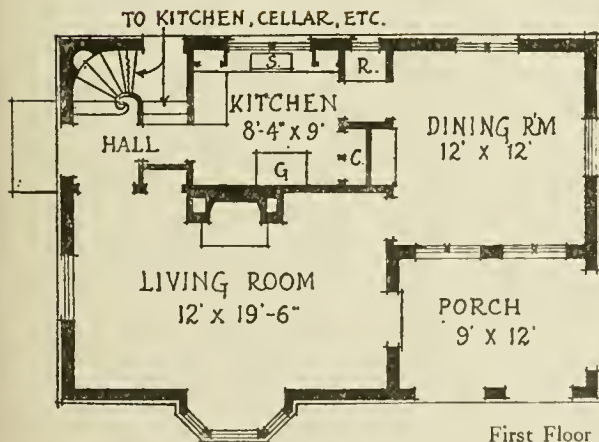 TO KITCHEN, CELLAR, ETC.
S.
R.
KITCHEN
8'-4" x 9'
HALL
DINING R'M
12' x 12'
C.
G
LIVING ROOM
12' x 19'-6"
PORCH
9' x 12'
First Floor